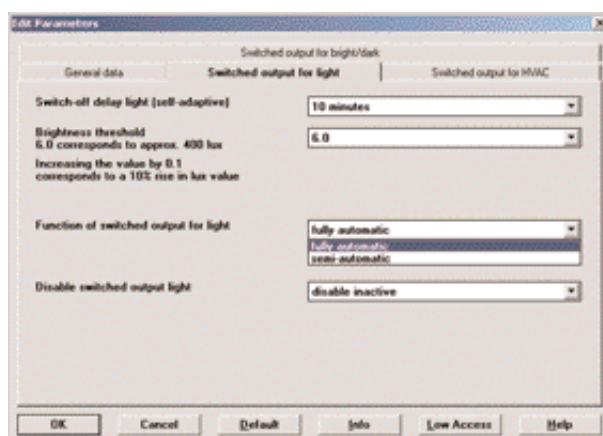 Edit Parameters
Switched output for bright/dark
General data
Switched output for light
Switched output for HVAC
Switch-off delay light (self-adaptive)
10 minutes
Brightness threshold
6.0 corresponds to approx. 400 lux
6.0
Increasing the value by 0.1
corresponds to a 10% rise in lux value
Function of switched output for light
fully automatic
fully automatic
semi-automatic
Disable switched output light
disable inactive
OK
Cancel
Default
Info
Low Access
Help